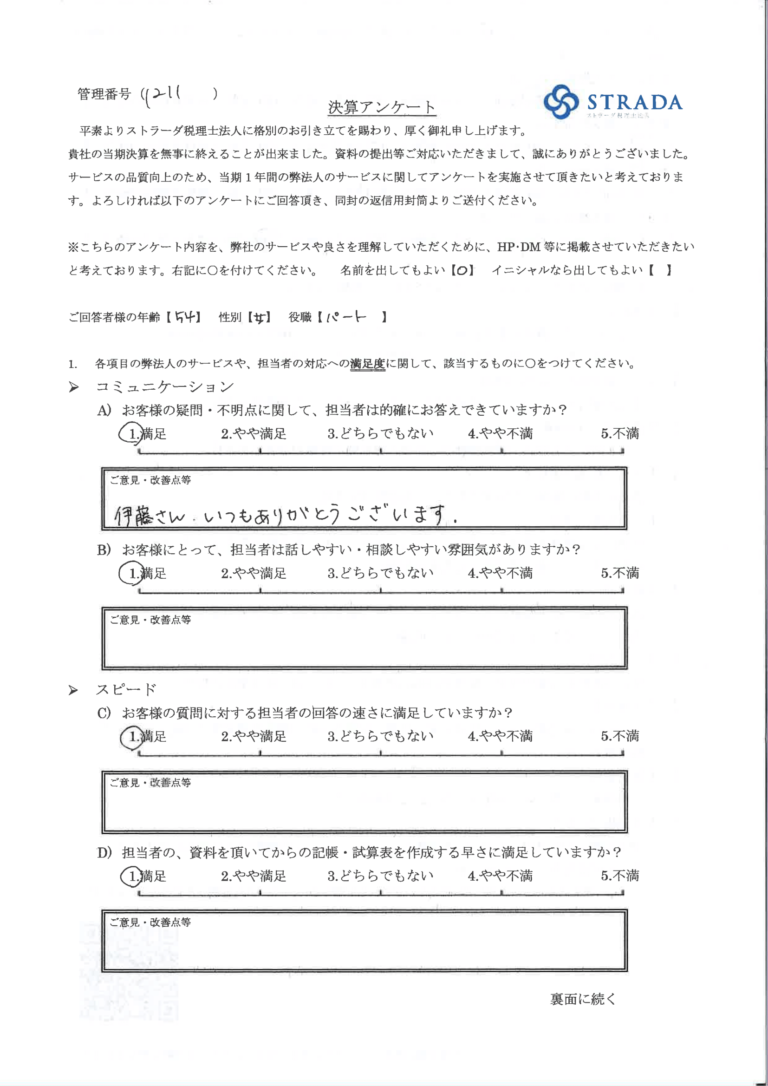 管理番号（1211　　）
STRADA
ストラーダ税理士法人
決算アンケート
平素よりストラーダ税理士法人に格別のお引き立てを賜わり、厚く御礼申し上げます。
貴社の当期決算を無事に終えることが出来ました。資料の提出等ご対応いただきまして、誠にありがとうございました。
サービスの品質向上のため、当期１年間の弊法人のサービスに関してアンケートを実施させて頂きたいと考えておりま
す。よろしければ以下のアンケートにご回答頂き、同封の返信用封筒よりご送付ください。
※こちらのアンケート内容を、弊社のサービスや良さを理解していただくために、HP･DM 等に掲載させていただきたい
と考えております。右記に○を付けてください。　名前を出してもよい【○】　イニシャルなら出してもよい【　】
ご回答者様の年齢【54】　性別【女】　役職【パート　】
1.　各項目の弊法人のサービスや、担当者の対応への満足度に関して、該当するものに○をつけてください。
➢　コミュニケーション
A) お客様の疑問・不明点に関して、担当者は的確にお答えできていますか？
1.満足　2.やや満足　3.どちらでもない　4.やや不満　5.不満
ご意見・改善点等
伊藤さん．いつもありがとうございます．
B) お客様にとって、担当者は話しやすい・相談しやすい雰囲気がありますか？
1.満足　2.やや満足　3.どちらでもない　4.やや不満　5.不満
ご意見・改善点等
➢　スピード
C) お客様の質問に対する担当者の回答の速さに満足していますか？
1.満足　2.やや満足　3.どちらでもない　4.やや不満　5.不満
ご意見・改善点等
D) 担当者の、資料を頂いてからの記帳・試算表を作成する早さに満足していますか？
1.満足　2.やや満足　3.どちらでもない　4.やや不満　5.不満
ご意見・改善点等
裏面に続く